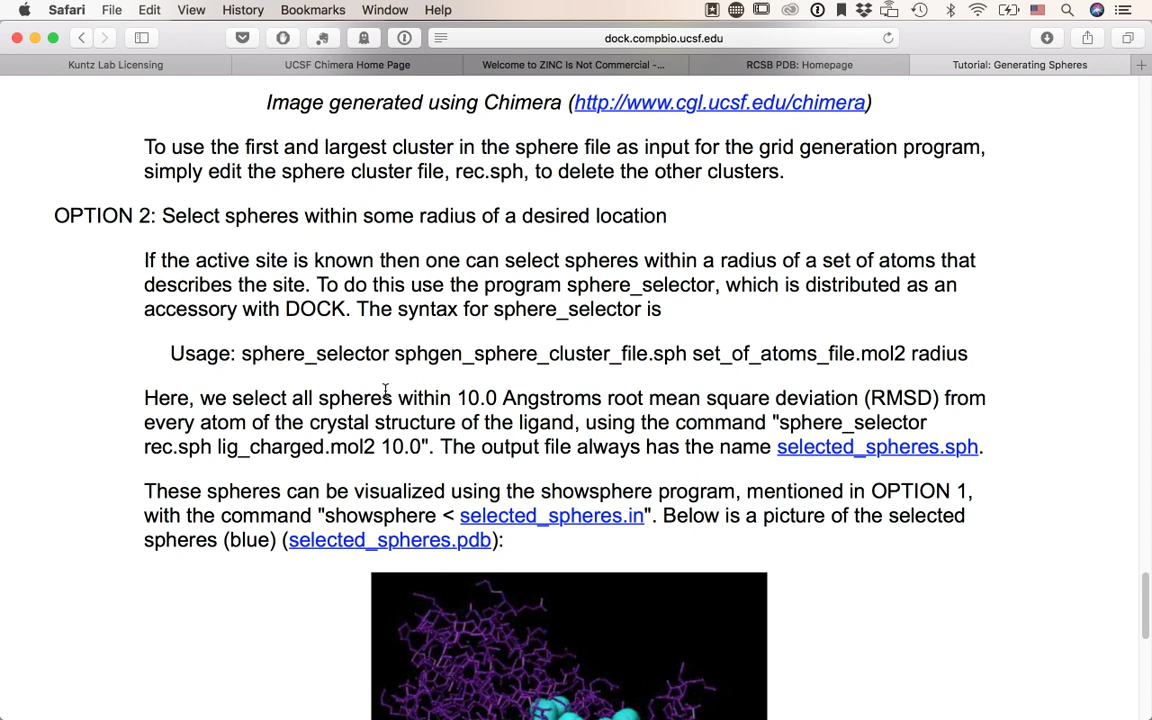 Safari File Edit View History Bookmarks Window Help
dock.compbio.ucsf.edu
Kuntz Lab Licensing
UCSF Chimera Home Page
Welcome to ZINC Is Not Commercial -...
RCSB PDB: Homepage
Tutorial: Generating Spheres
Image generated using Chimera (http://www.cgl.ucsf.edu/chimera)
To use the first and largest cluster in the sphere file as input for the grid generation program,
simply edit the sphere cluster file, rec.sph, to delete the other clusters.
OPTION 2: Select spheres within some radius of a desired location
If the active site is known then one can select spheres within a radius of a set of atoms that
describes the site. To do this use the program sphere_selector, which is distributed as an
accessory with DOCK. The syntax for sphere_selector is
Usage: sphere_selector sphgen_sphere_cluster_file.sph set_of_atoms_file.mol2 radius
Here, we select all spheres within 10.0 Angstroms root mean square deviation (RMSD) from
every atom of the crystal structure of the ligand, using the command "sphere_selector
rec.sph lig_charged.mol2 10.0". The output file always has the name selected_spheres.sph.
These spheres can be visualized using the showsphere program, mentioned in OPTION 1,
with the command "showsphere < selected_spheres.in". Below is a picture of the selected
spheres (blue) (selected_spheres.pdb):